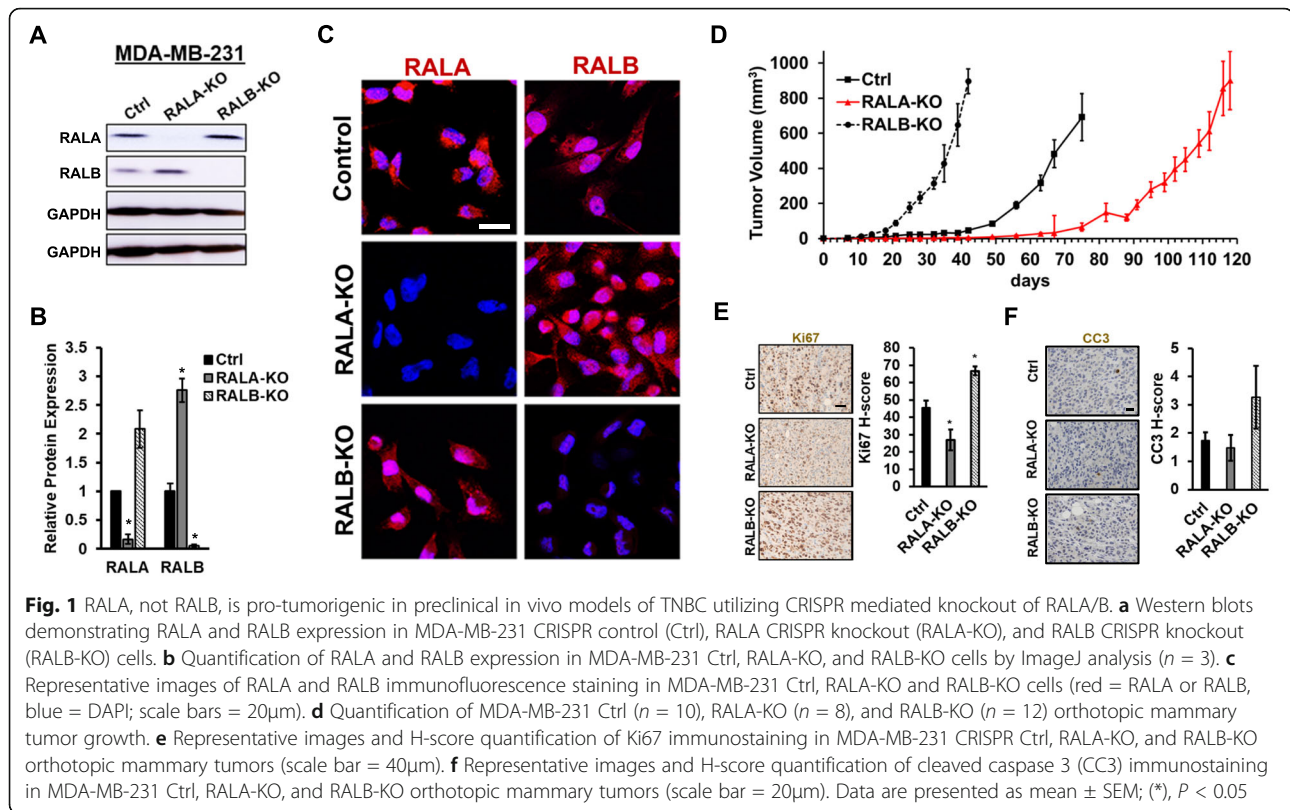 A
MDA-MB-231
Ctrl
RALA-KO
RALB-KO
RALA
RALB
GAPDH
GAPDH
B
Relative Protein Expression
3.5
3
2.5
2
1.5
1
0.5
0
Ctrl
RALA-KO
RALB-KO
*
*
*
RALA RALB
C
RALA RALB
Control
RALA-KO
RALB-KO
D
Tumor Volume (mm3)
1000
800
600
400
200
0
Ctrl
RALA-KO
RALB-KO
0 10 20 30 40 50 60 70 80 90 100 110 120
days
E
Ki67
Ctrl
RALA-KO
RALB-KO
Ki67 H-score
80
70
60
50
40
30
20
10
0
*
*
Ctrl
RALA-KO
RALB-KO
F
CC3
Ctrl
RALA-KO
RALB-KO
CC3 H-score
5
4
3
2
1
0
Ctrl
RALA-KO
RALB-KO
Fig. 1 RALA, not RALB, is pro-tumorigenic in preclinical in vivo models of TNBC utilizing CRISPR mediated knockout of RALA/B. a Western blots
demonstrating RALA and RALB expression in MDA-MB-231 CRISPR control (Ctrl), RALA CRISPR knockout (RALA-KO), and RALB CRISPR knockout
(RALB-KO) cells. b Quantification of RALA and RALB expression in MDA-MB-231 Ctrl, RALA-KO, and RALB-KO cells by ImageJ analysis (n = 3). c
Representative images of RALA and RALB immunofluorescence staining in MDA-MB-231 Ctrl, RALA-KO and RALB-KO cells (red = RALA or RALB,
blue = DAPI; scale bars = 20μm). d Quantification of MDA-MB-231 Ctrl (n = 10), RALA-KO (n = 8), and RALB-KO (n = 12) orthotopic mammary
tumor growth. e Representative images and H-score quantification of Ki67 immunostaining in MDA-MB-231 CRISPR Ctrl, RALA-KO, and RALB-KO
orthotopic mammary tumors (scale bar = 40μm). f Representative images and H-score quantification of cleaved caspase 3 (CC3) immunostaining
in MDA-MB-231 Ctrl, RALA-KO, and RALB-KO orthotopic mammary tumors (scale bar = 20μm). Data are presented as mean ± SEM; (*), P < 0.05